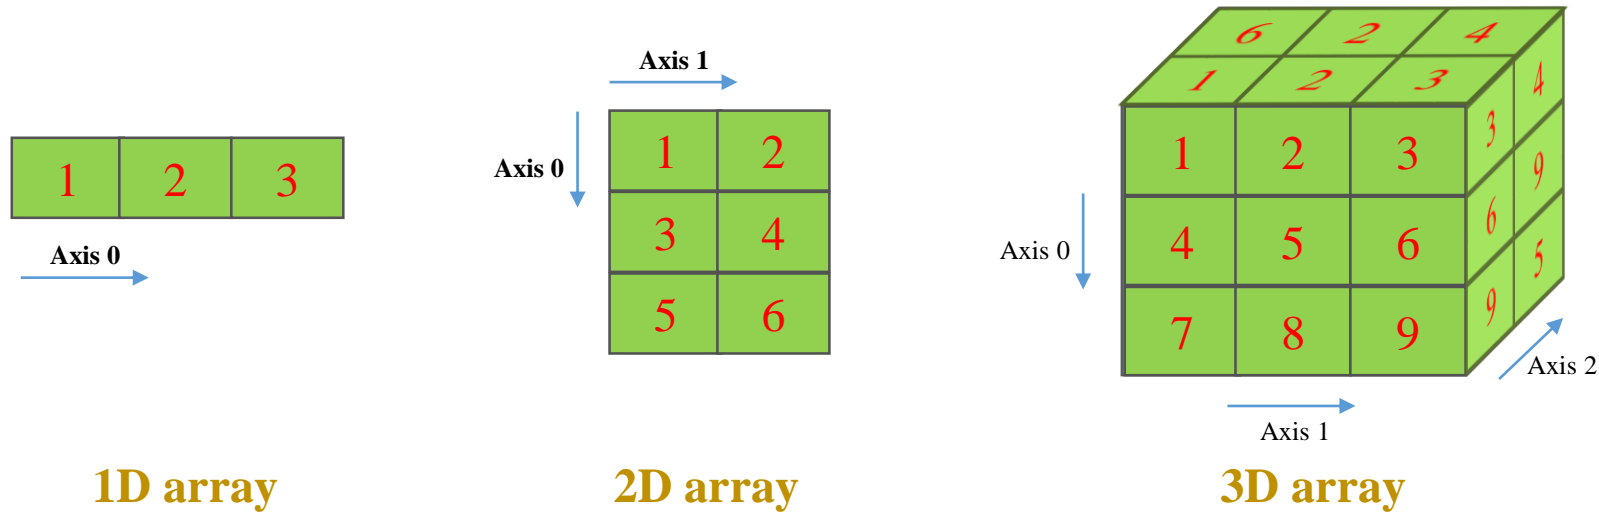 1 2 3
Axis 0
1D array
Axis 1
Axis 0
1 2
3 4
5 6
2D array
6 2 4
1 2 3
1 2 3
4 5 6
7 8 9
3 4
6 9
9 5
Axis 0
Axis 1
Axis 2
3D array